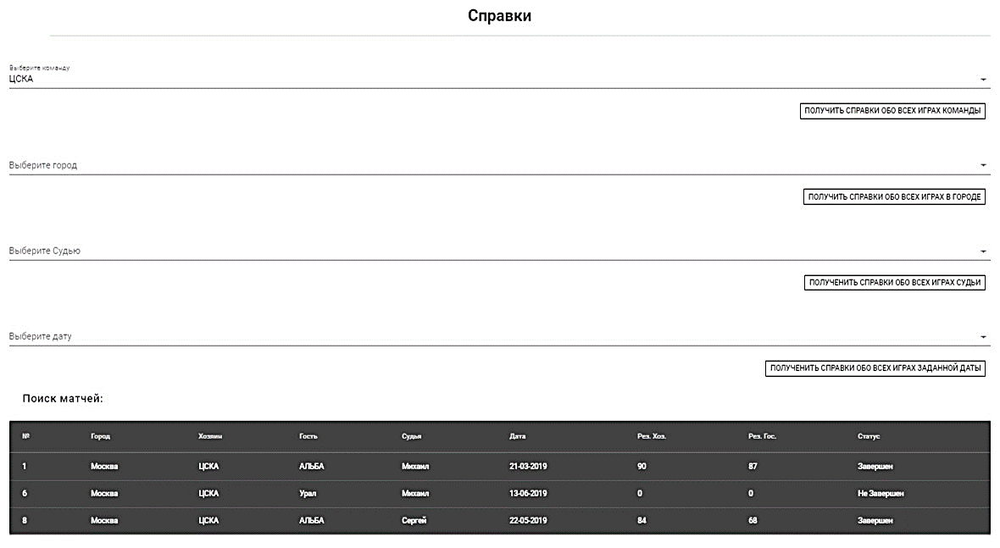 Справки
Выберите команду
ЦСКА
ПОЛУЧИТЬ СПРАВКИ ОБО ВСЕХ ИГРАХ КОМАНДЫ
Выберите город
ПОЛУЧИТЬ СПРАВКИ ОБО ВСЕХ ИГРАХ В ГОРОДЕ
Выберите Судью
ПОЛУЧЕНИТЬ СПРАВКИ ОБО ВСЕХ ИГРАХ СУДЬИ
Выберите дату
ПОЛУЧЕНИТЬ СПРАВКИ ОБО ВСЕХ ИГРАХ ЗАДАННОЙ ДАТЫ
Поиск матчей:
№ Город Хозяин Гость Судья Дата Рез. Хоз. Рез. Гос. Статус
1 Москва ЦСКА АЛЬБА Михаил 21-03-2019 90 87 Завершен
6 Москва ЦСКА Урал Михаил 13-06-2019 0 0 Не Завершен
8 Москва ЦСКА АЛЬБА Сергей 22-05-2019 84 68 Завершен